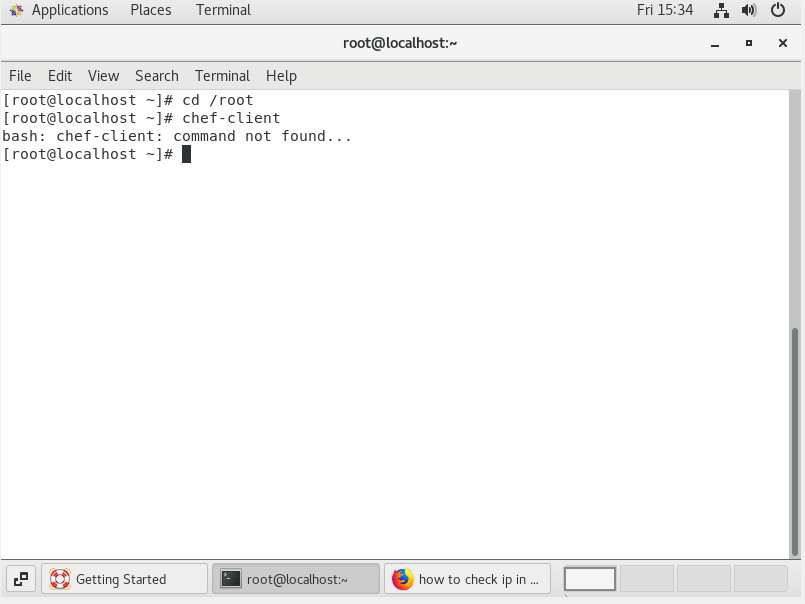 Applications Places Terminal Fri 15:34
root@localhost:~
File Edit View Search Terminal Help
[root@localhost ~]# cd /root
[root@localhost ~]# chef-client
bash: chef-client: command not found...
[root@localhost ~]#
Getting Started root@localhost:~ how to check ip in ...